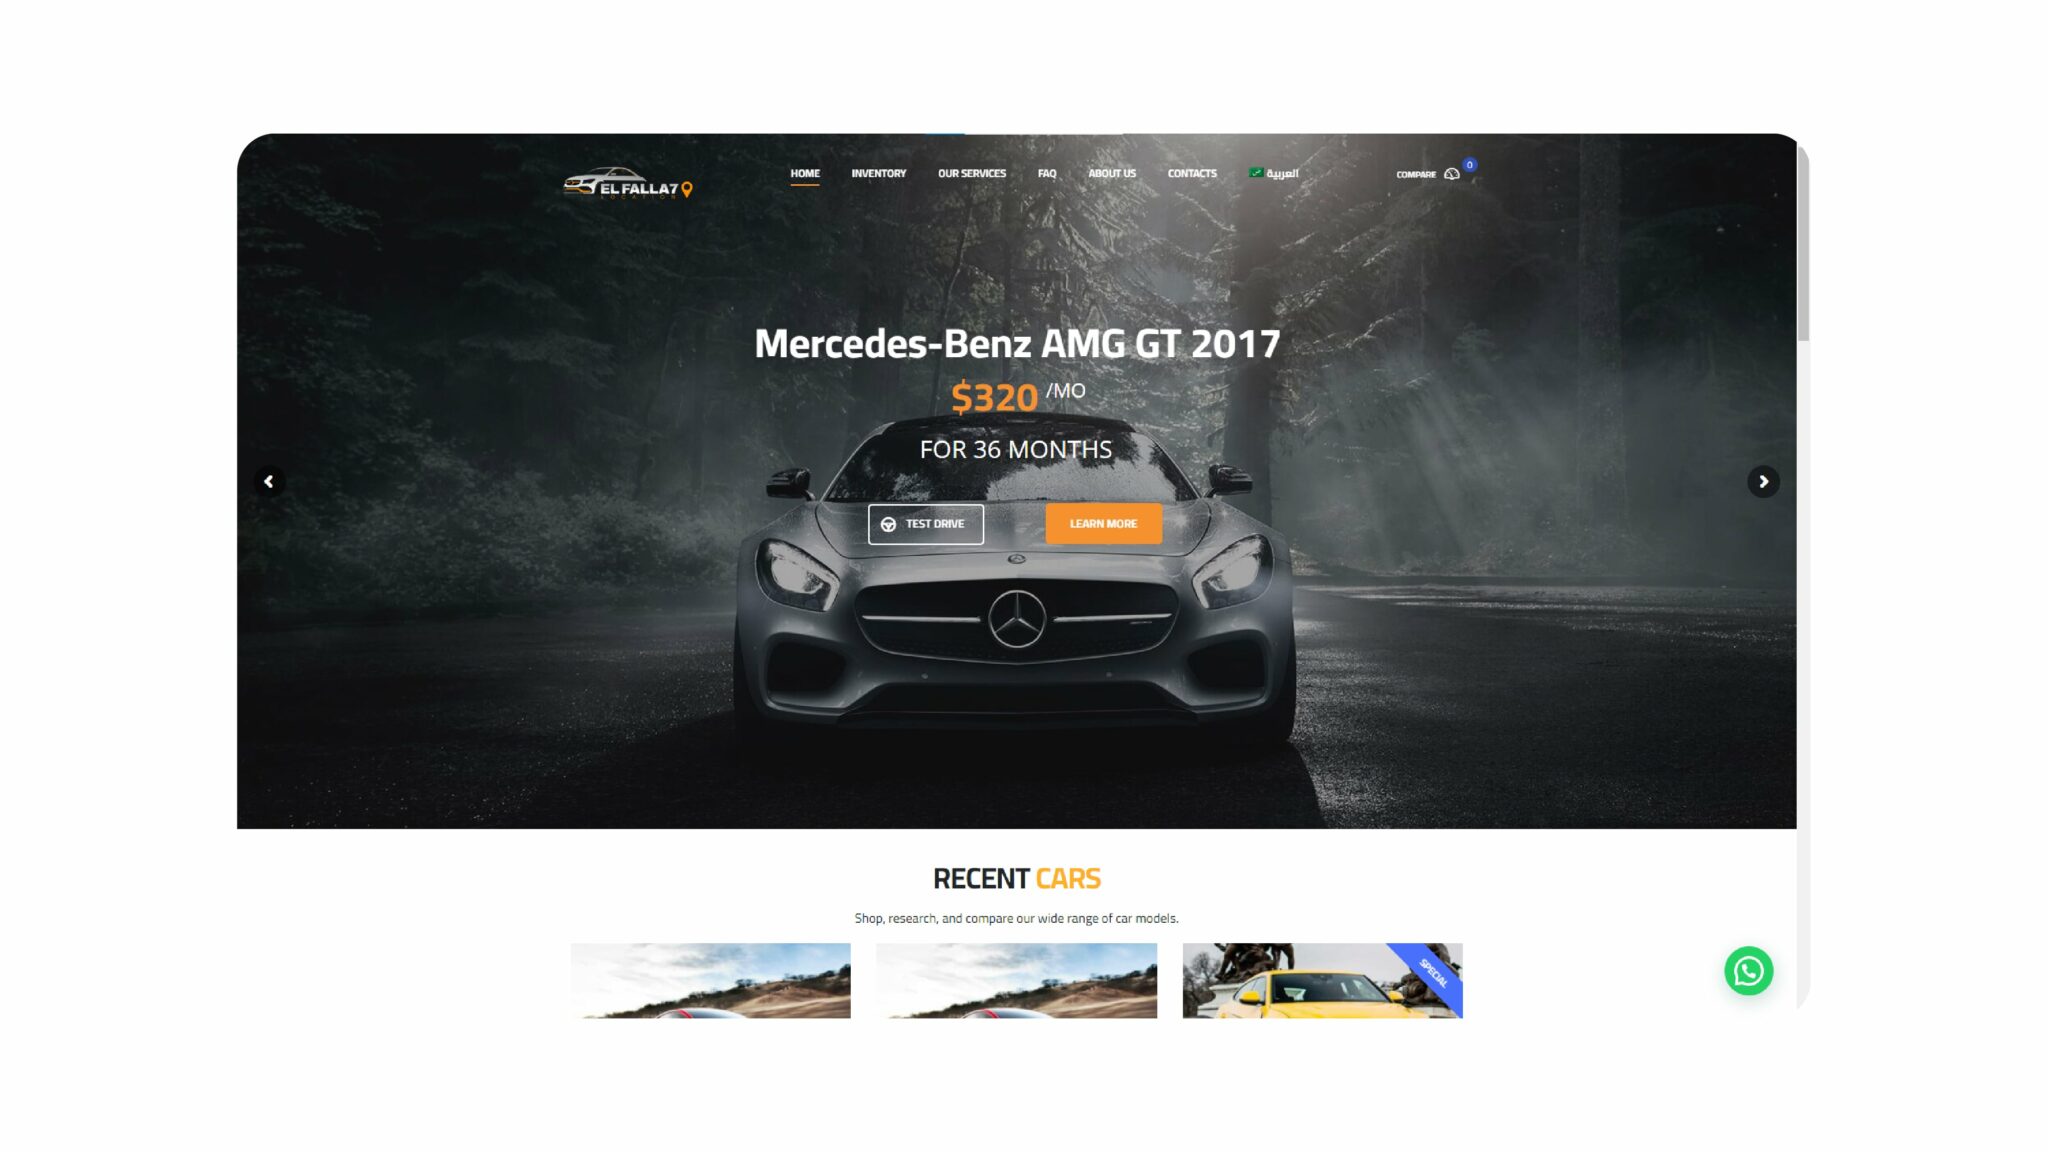 EL FALLA7
LOCATION
HOME
INVENTORY
OUR SERVICES
FAQ
ABOUT US
CONTACTS
العربية
COMPARE
0
Mercedes-Benz AMG GT 2017
$320 /MO
FOR 36 MONTHS
TEST DRIVE
LEARN MORE
RECENT CARS
Shop, research, and compare our wide range of car models.
SPECIAL